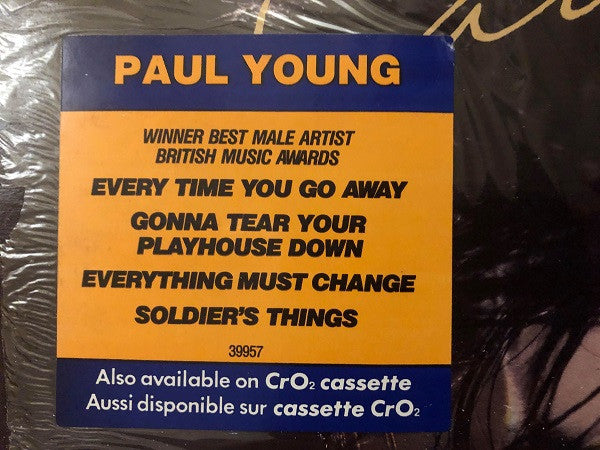 PAUL YOUNG
WINNER BEST MALE ARTIST
BRITISH MUSIC AWARDS
EVERY TIME YOU GO AWAY
GONNA TEAR YOUR
PLAYHOUSE DOWN
EVERYTHING MUST CHANGE
SOLDIER'S THINGS
39957
Also available on CrO₂ cassette
Aussi disponible sur cassette CrO₂